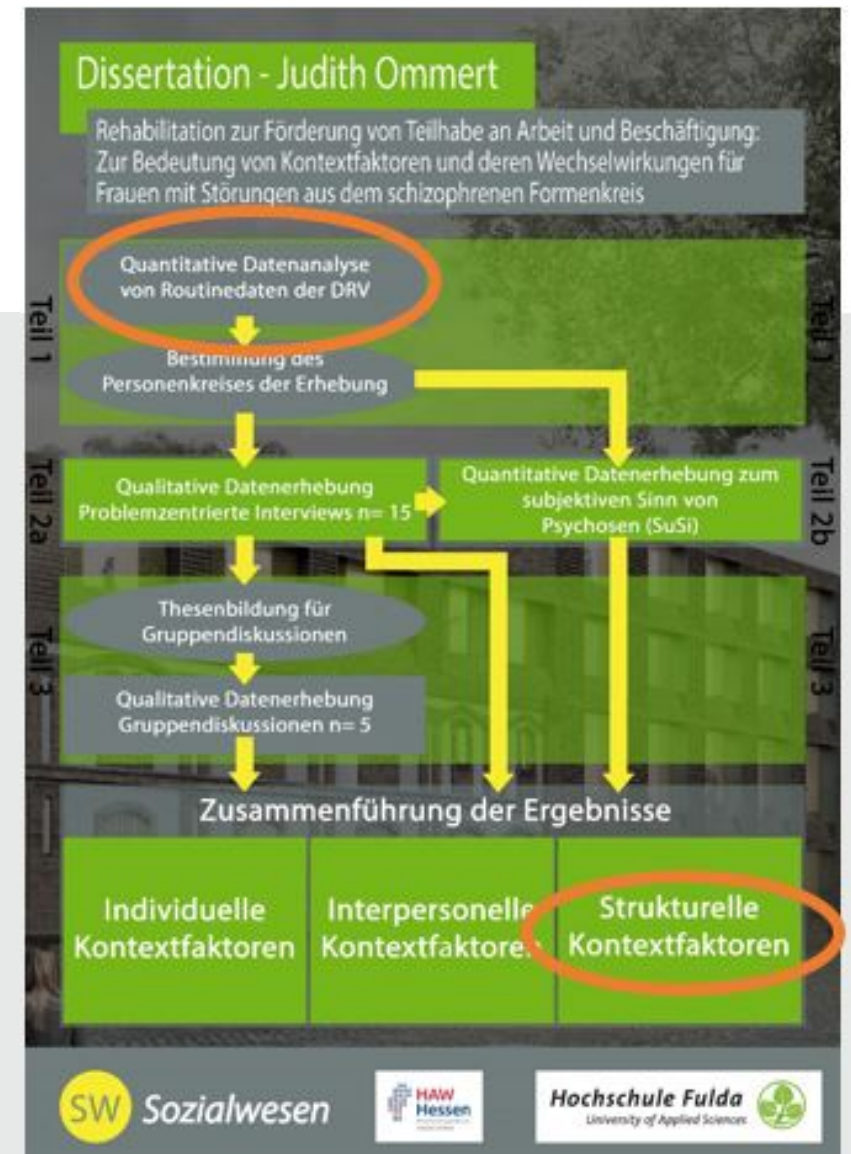 Dissertation - Judith Ommert
Rehabilitation zur Förderung von Teilhabe an Arbeit und Beschäftigung:
Zur Bedeutung von Kontextfaktoren und deren Wechselwirkungen für
Frauen mit Störungen aus dem schizophrenen Formenkreis
Teil 1
Quantitative Datenanalyse
von Routinedaten der DRV
Bestimmung des
Personenkreises der Erhebung
Teil 1
Teil 2a
Qualitative Datenerhebung
Problemzentrierte Interviews n= 15
Quantitative Datenerhebung zum
subjektiven Sinn von
Psychosen (SuSi)
Teil 2b
Teil 3
Thesenbildung für
Gruppendiskussionen
Qualitative Datenerhebung
Gruppendiskussionen n= 5
Teil 3
Zusammenführung der Ergebnisse
Individuelle
Kontextfaktoren
Interpersonelle
Kontextfaktoren
Strukturelle
Kontextfaktoren
SW Sozialwesen
HAW
Hessen
Hochschule Fulda
University of Applied Sciences